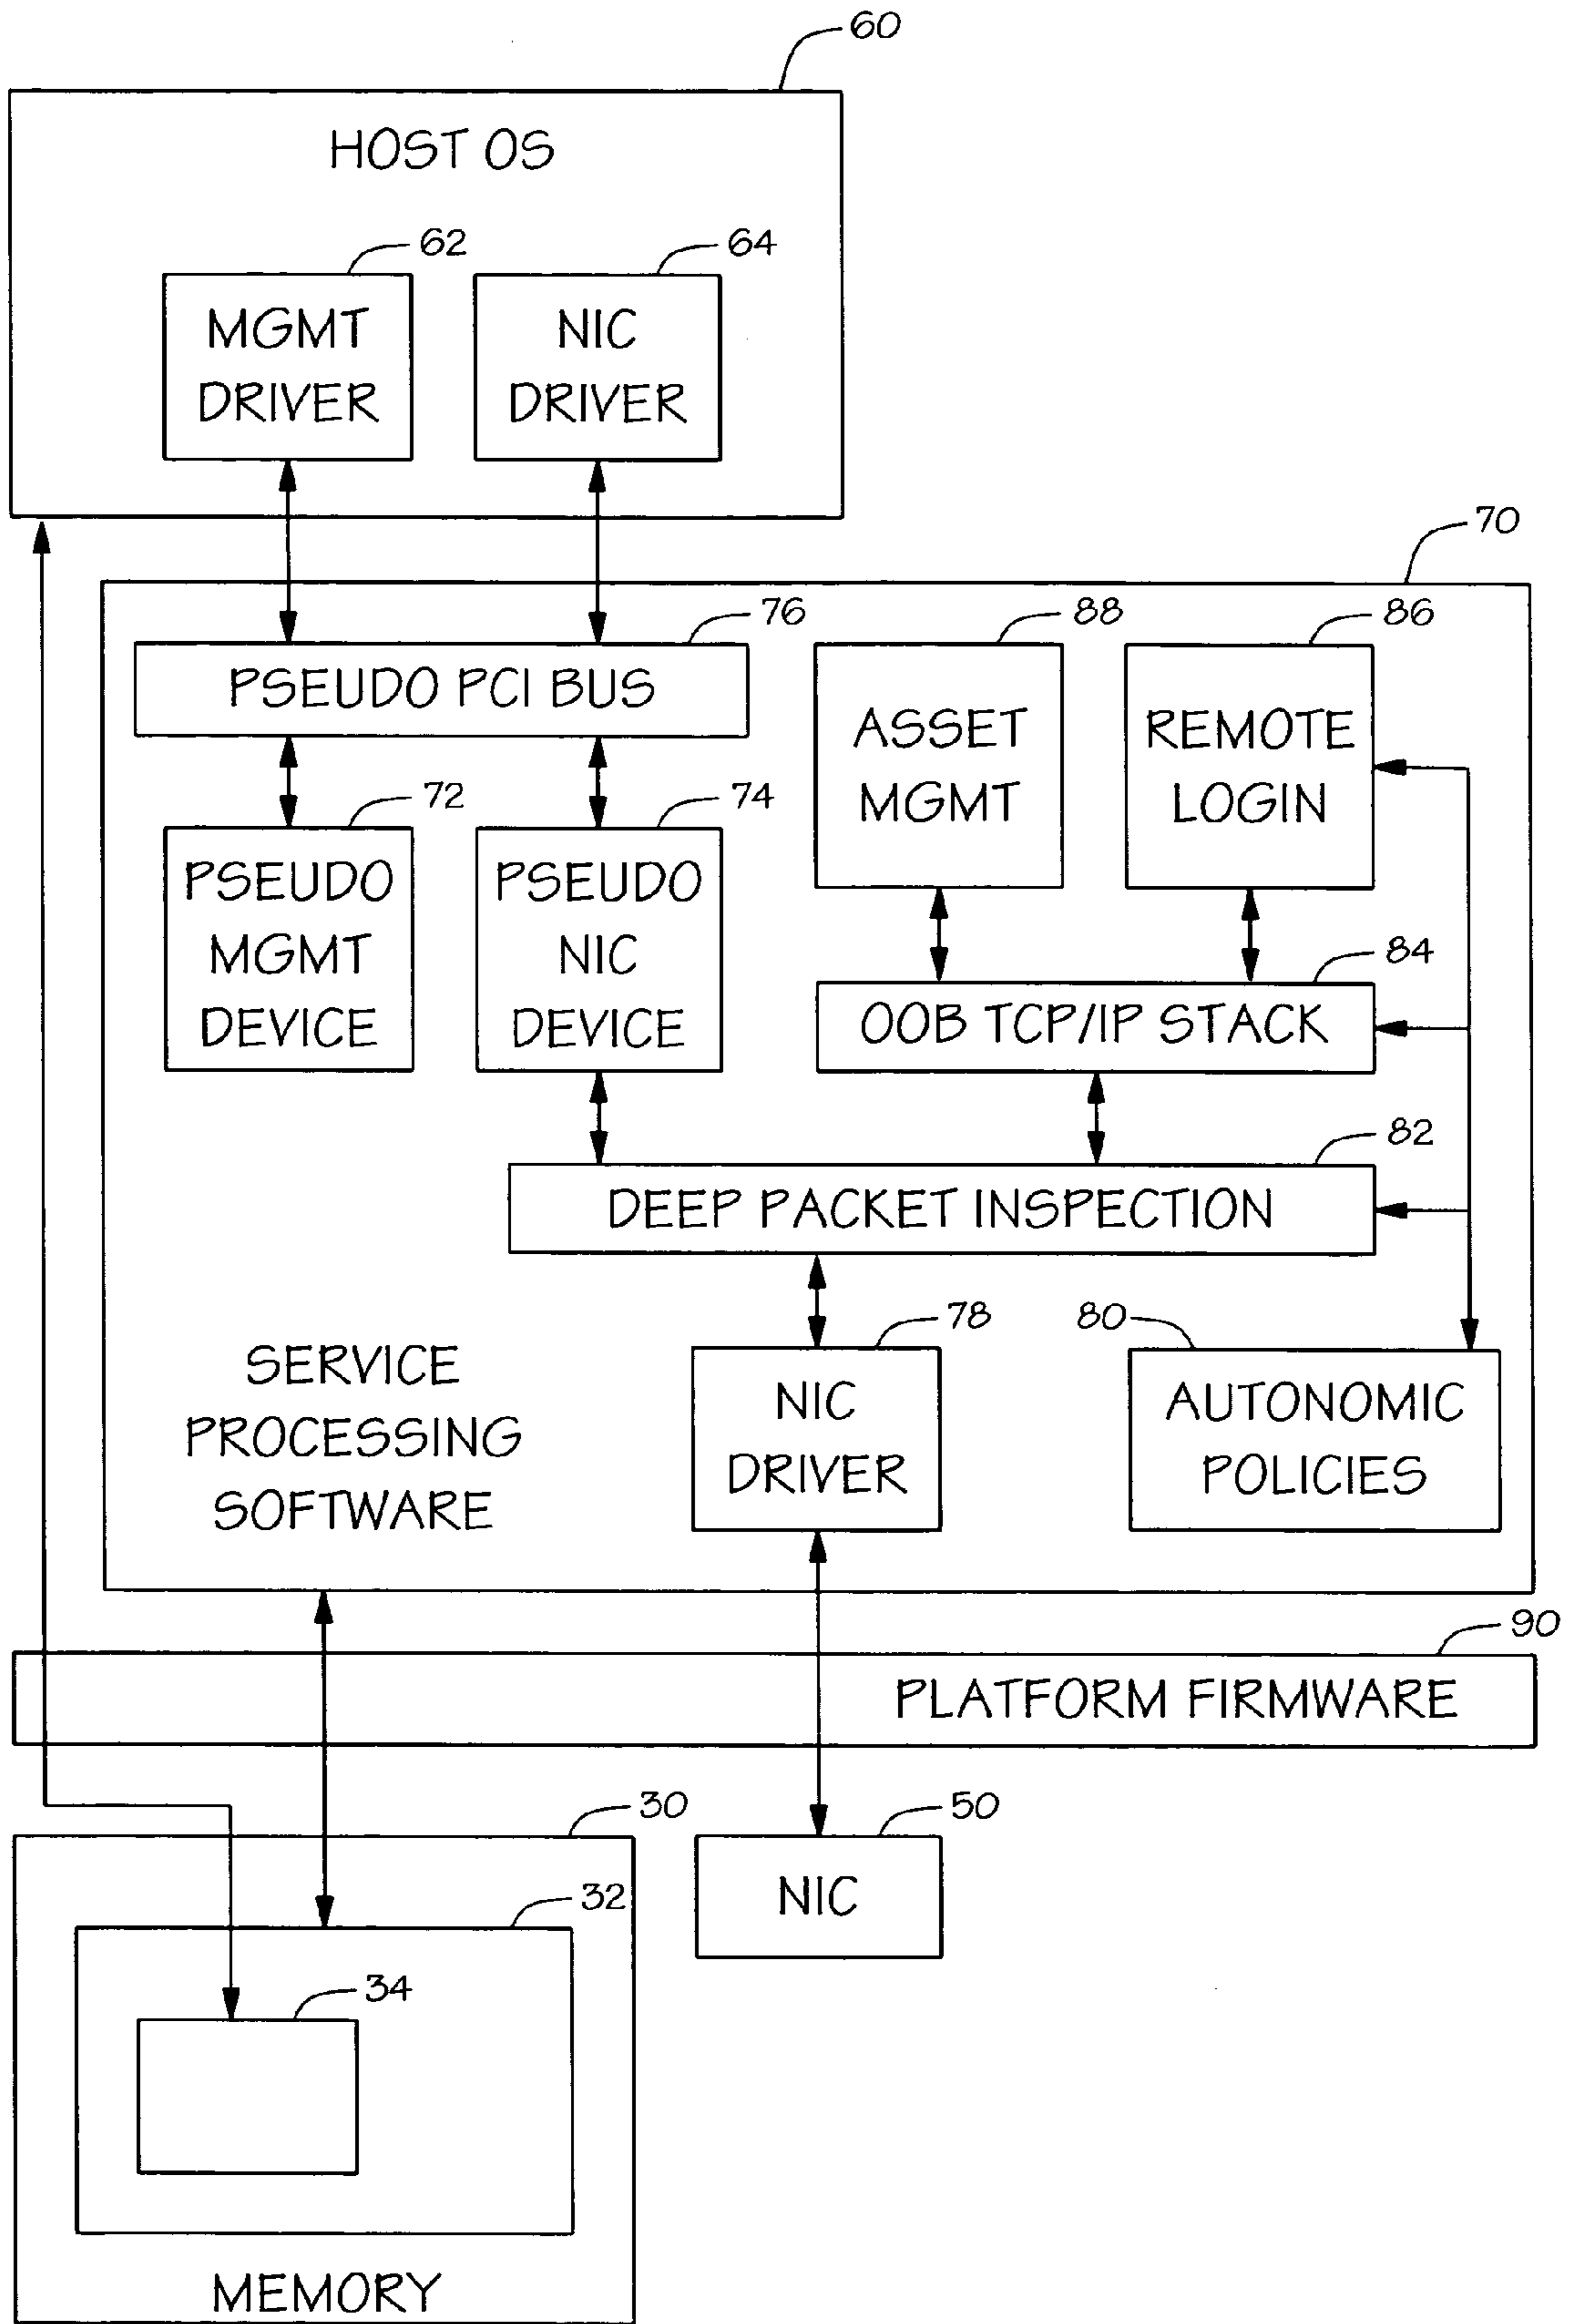 60
HOST OS
62
64
MGMT
DRIVER
NIC
DRIVER
70
76
88
86
PSEUDO PCI BUS
ASSET
MGMT
REMOTE
LOGIN
72
74
PSEUDO
MGMT
DEVICE
PSEUDO
NIC
DEVICE
84
OOB TCP/IP STACK
82
DEEP PACKET INSPECTION
78
80
SERVICE
PROCESSING
SOFTWARE
NIC
DRIVER
AUTONOMIC
POLICIES
90
PLATFORM FIRMWARE
30
50
NIC
32
34
MEMORY